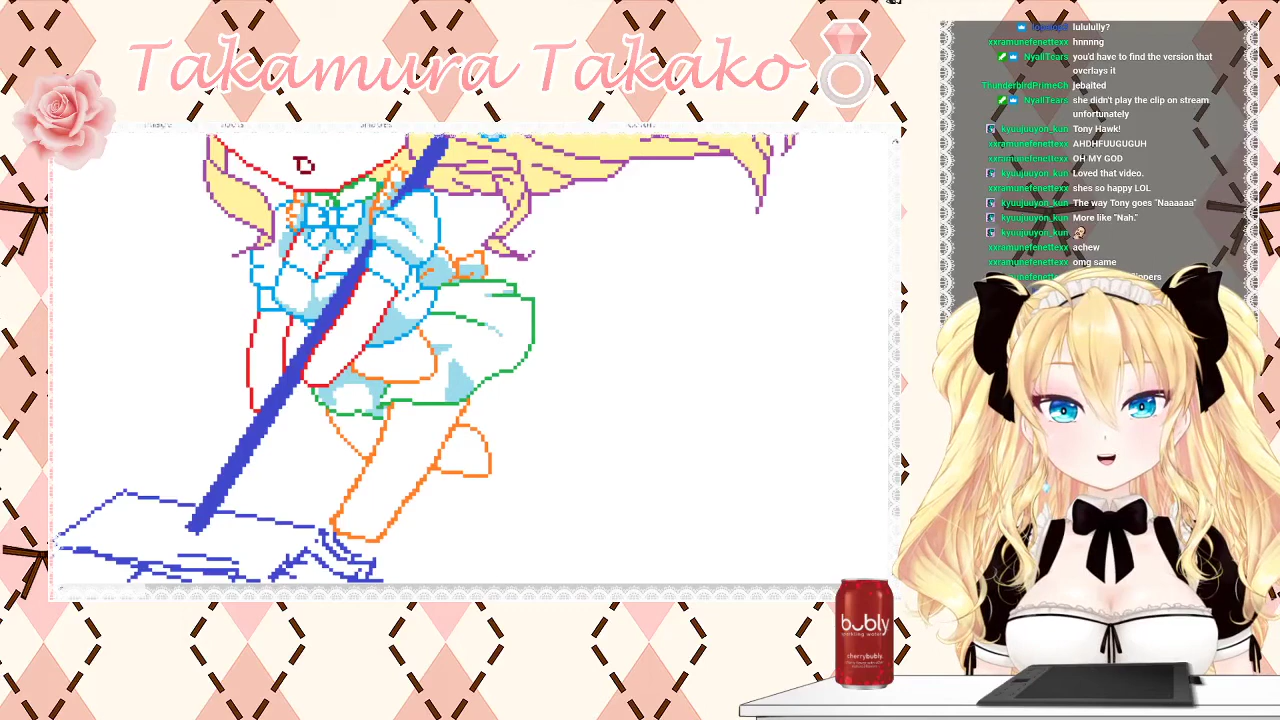 Takamura Takako
lululully?
xxramunefenettexx hnnnng
NyallTears you'd have to find the version that
overlays it
ThunderbirdPrimeCh Jebaited
NyallTears she didn't play the clip on stream
unfortunately
kyuujuuyon_kun Tony Hawk!
xxramunefenettexx AHDHFUUGUGUH
xxramunefenettexx OH MY GOD
kyuujuuyon_kun Loved that video.
xxramunefenettexx shes so happy LOL
kyuujuuyon_kun The way Tony goes "Naaaaaa"
kyuujuuyon_kun More like "Nah."
kyuujuuyon_kun
xxramunefenettexx achew
xxramunefenettexx omg same
bubly
sparkling water
cherrybubly